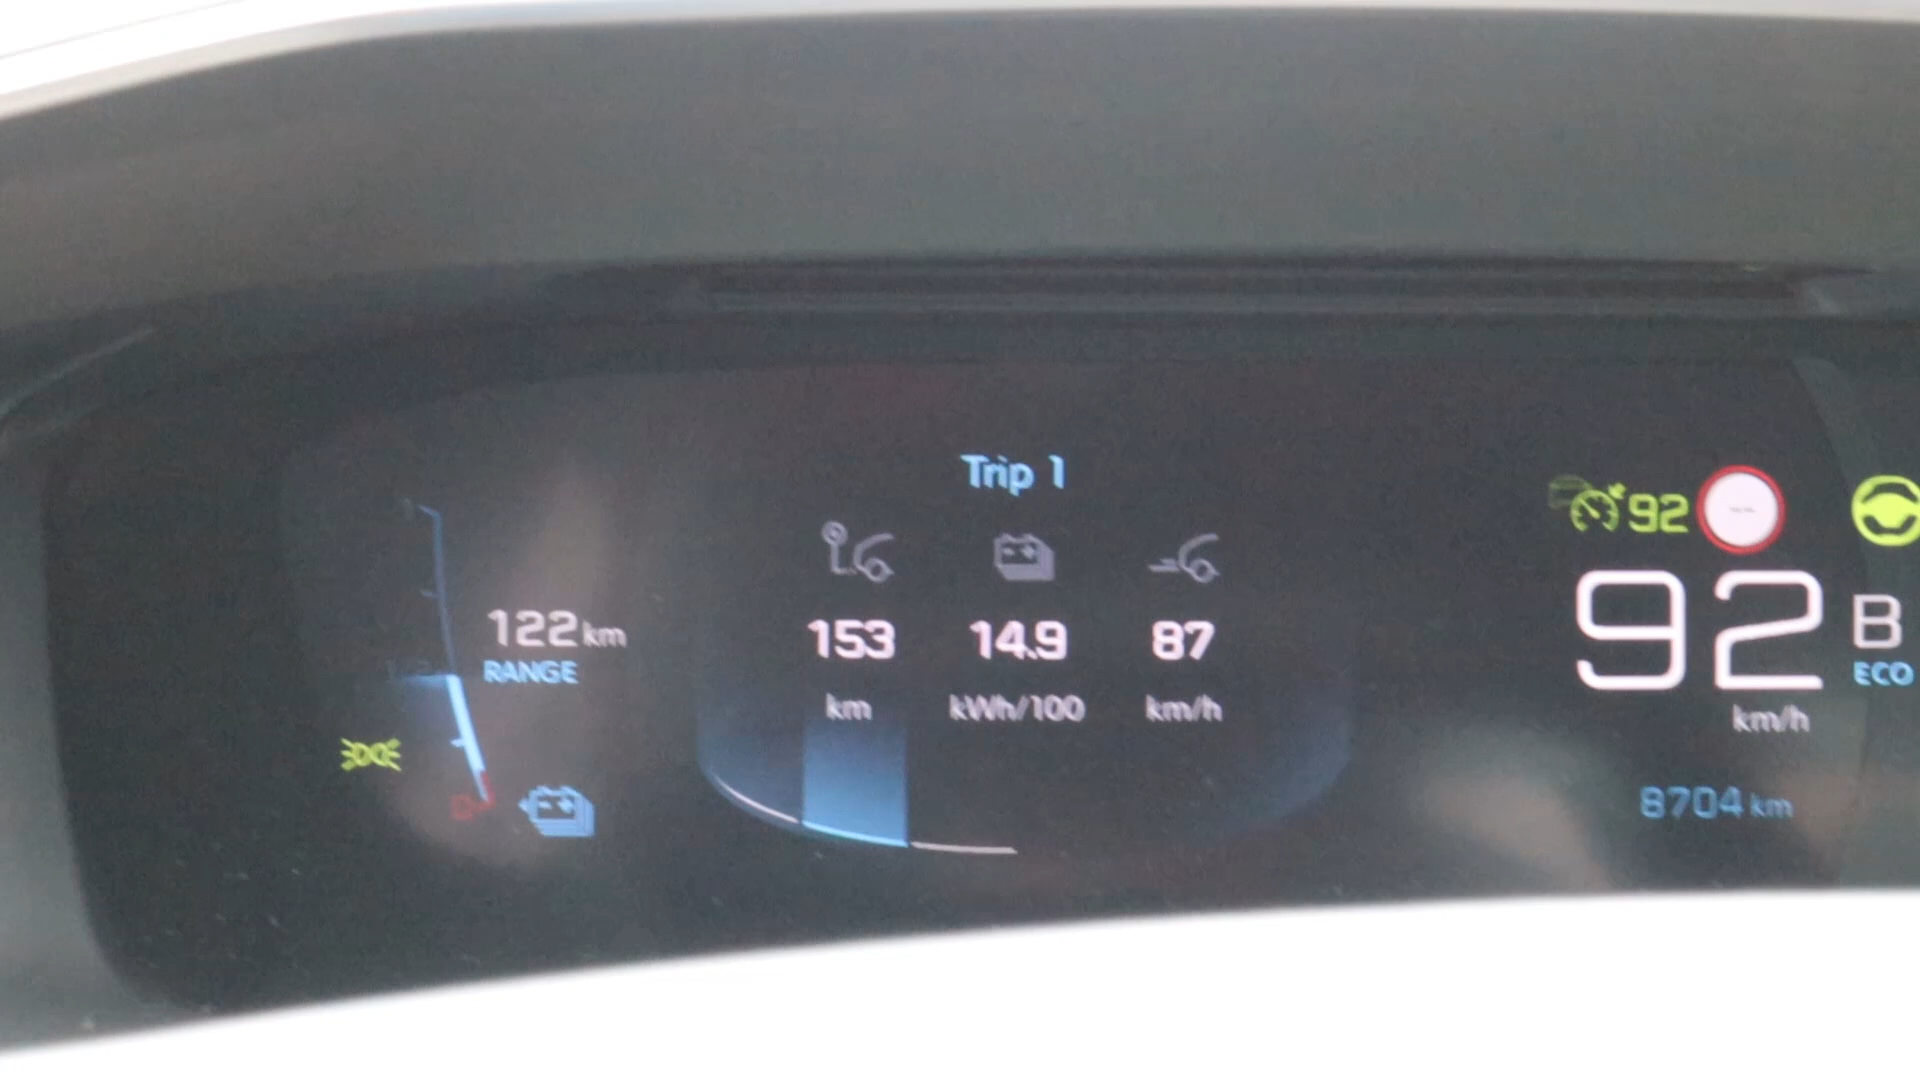 Trip 1
92
--
122 km
RANGE
153 14.9 87
km kWh/100 km/h
92 B
ECO
km/h
0
8704 km